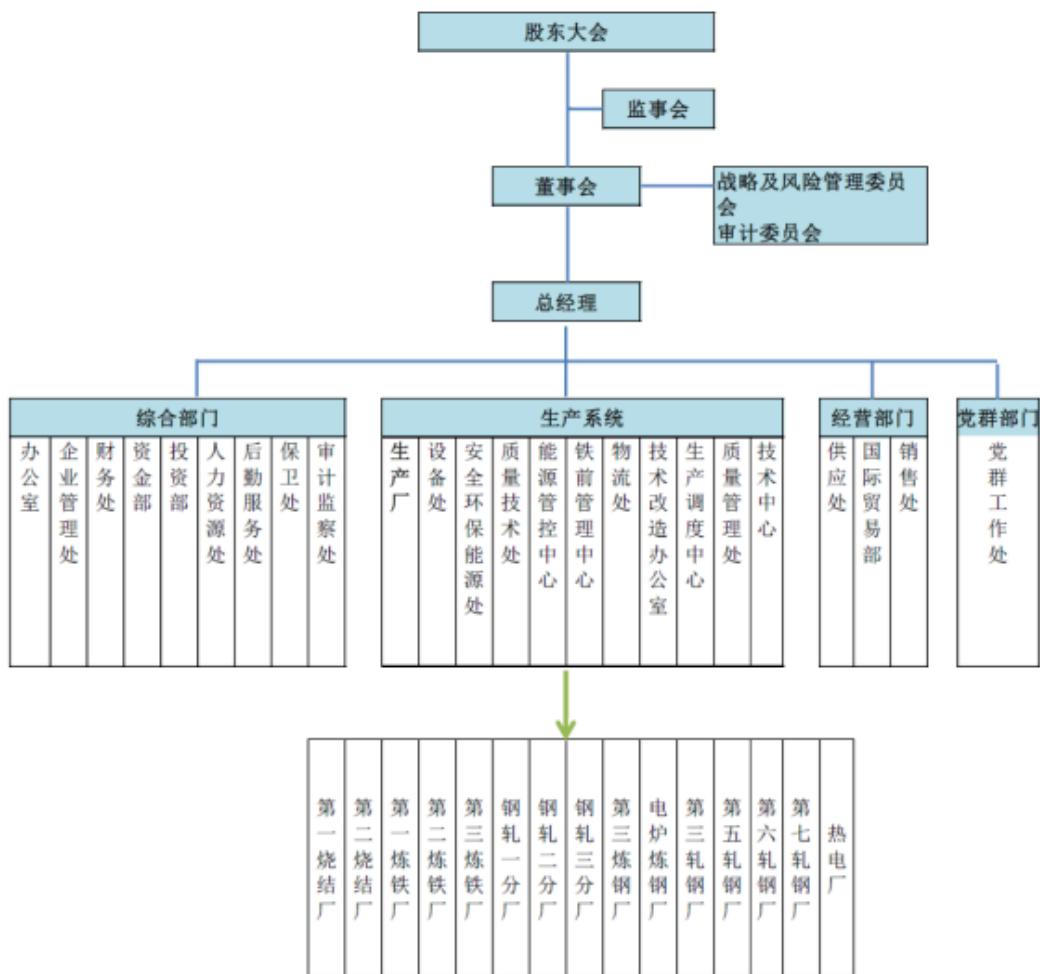 股东大会
监事会
董事会
战略及风险管理委员
会
审计委员会
总经理
综合部门
办公室
企业管理处
财务处
资金部
投资部
人力资源处
后勤服务处
保卫处
审计监察处
生产系统
生产厂
设备处
安全环保能源处
质量技术处
能源管控中心
铁前管理中心
物流处
技术改造办公室
生产调度中心
质量管理处
技术中心
经营部门
供应处
国际贸易部
销售处
党群部门
党群工作处
第一烧结厂
第二烧结厂
第一炼铁厂
第二炼铁厂
第三炼铁厂
钢轧一分厂
钢轧二分厂
钢轧三分厂
第三炼钢厂
电炉炼钢厂
第三轧钢厂
第五轧钢厂
第六轧钢厂
第七轧钢厂
热电厂